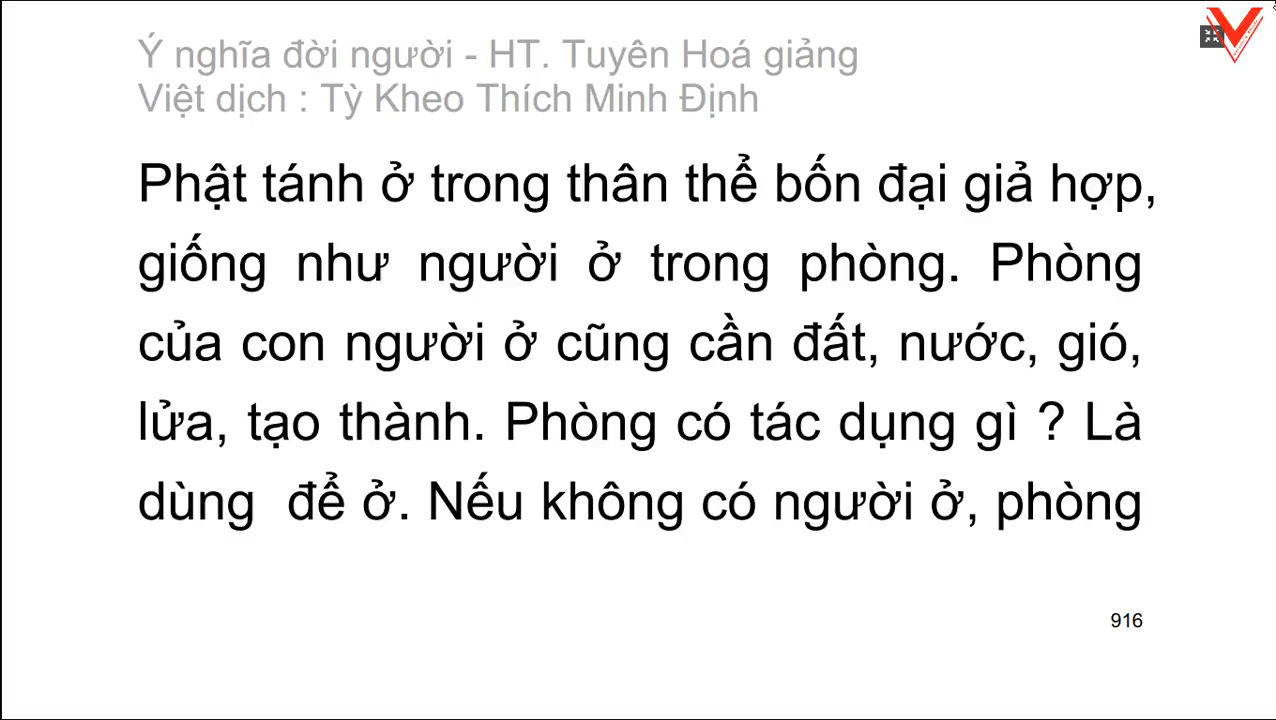 Ý nghĩa đời người - HT. Tuyên Hoá giảng
Việt dịch : Tỳ Kheo Thích Minh Định
Phật tánh ở trong thân thể bốn đại giả hợp,
giống như người ở trong phòng. Phòng
của con người ở cũng cần đất, nước, gió,
lửa, tạo thành. Phòng có tác dụng gì ? Là
dùng để ở. Nếu không có người ở, phòng
916